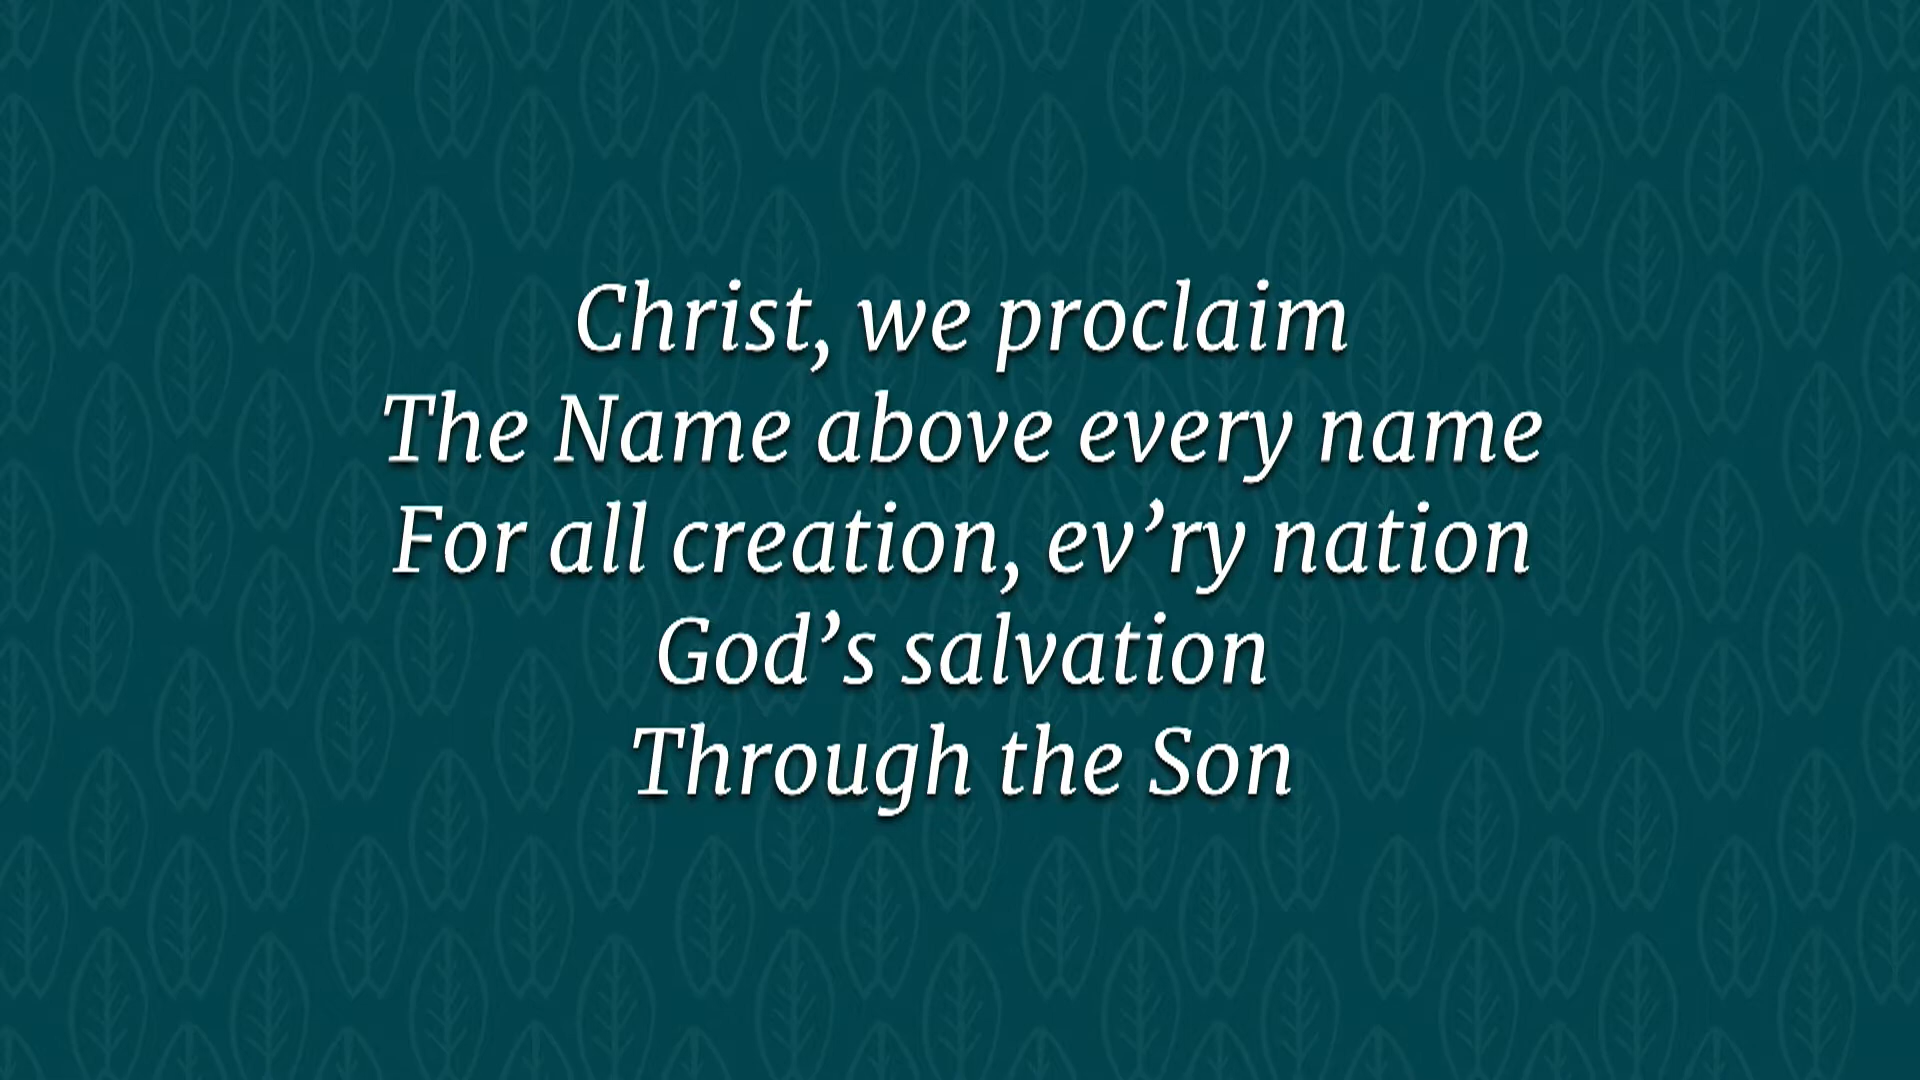 Christ, we proclaim
The Name above every name
For all creation, ev’ry nation
God’s salvation
Through the Son